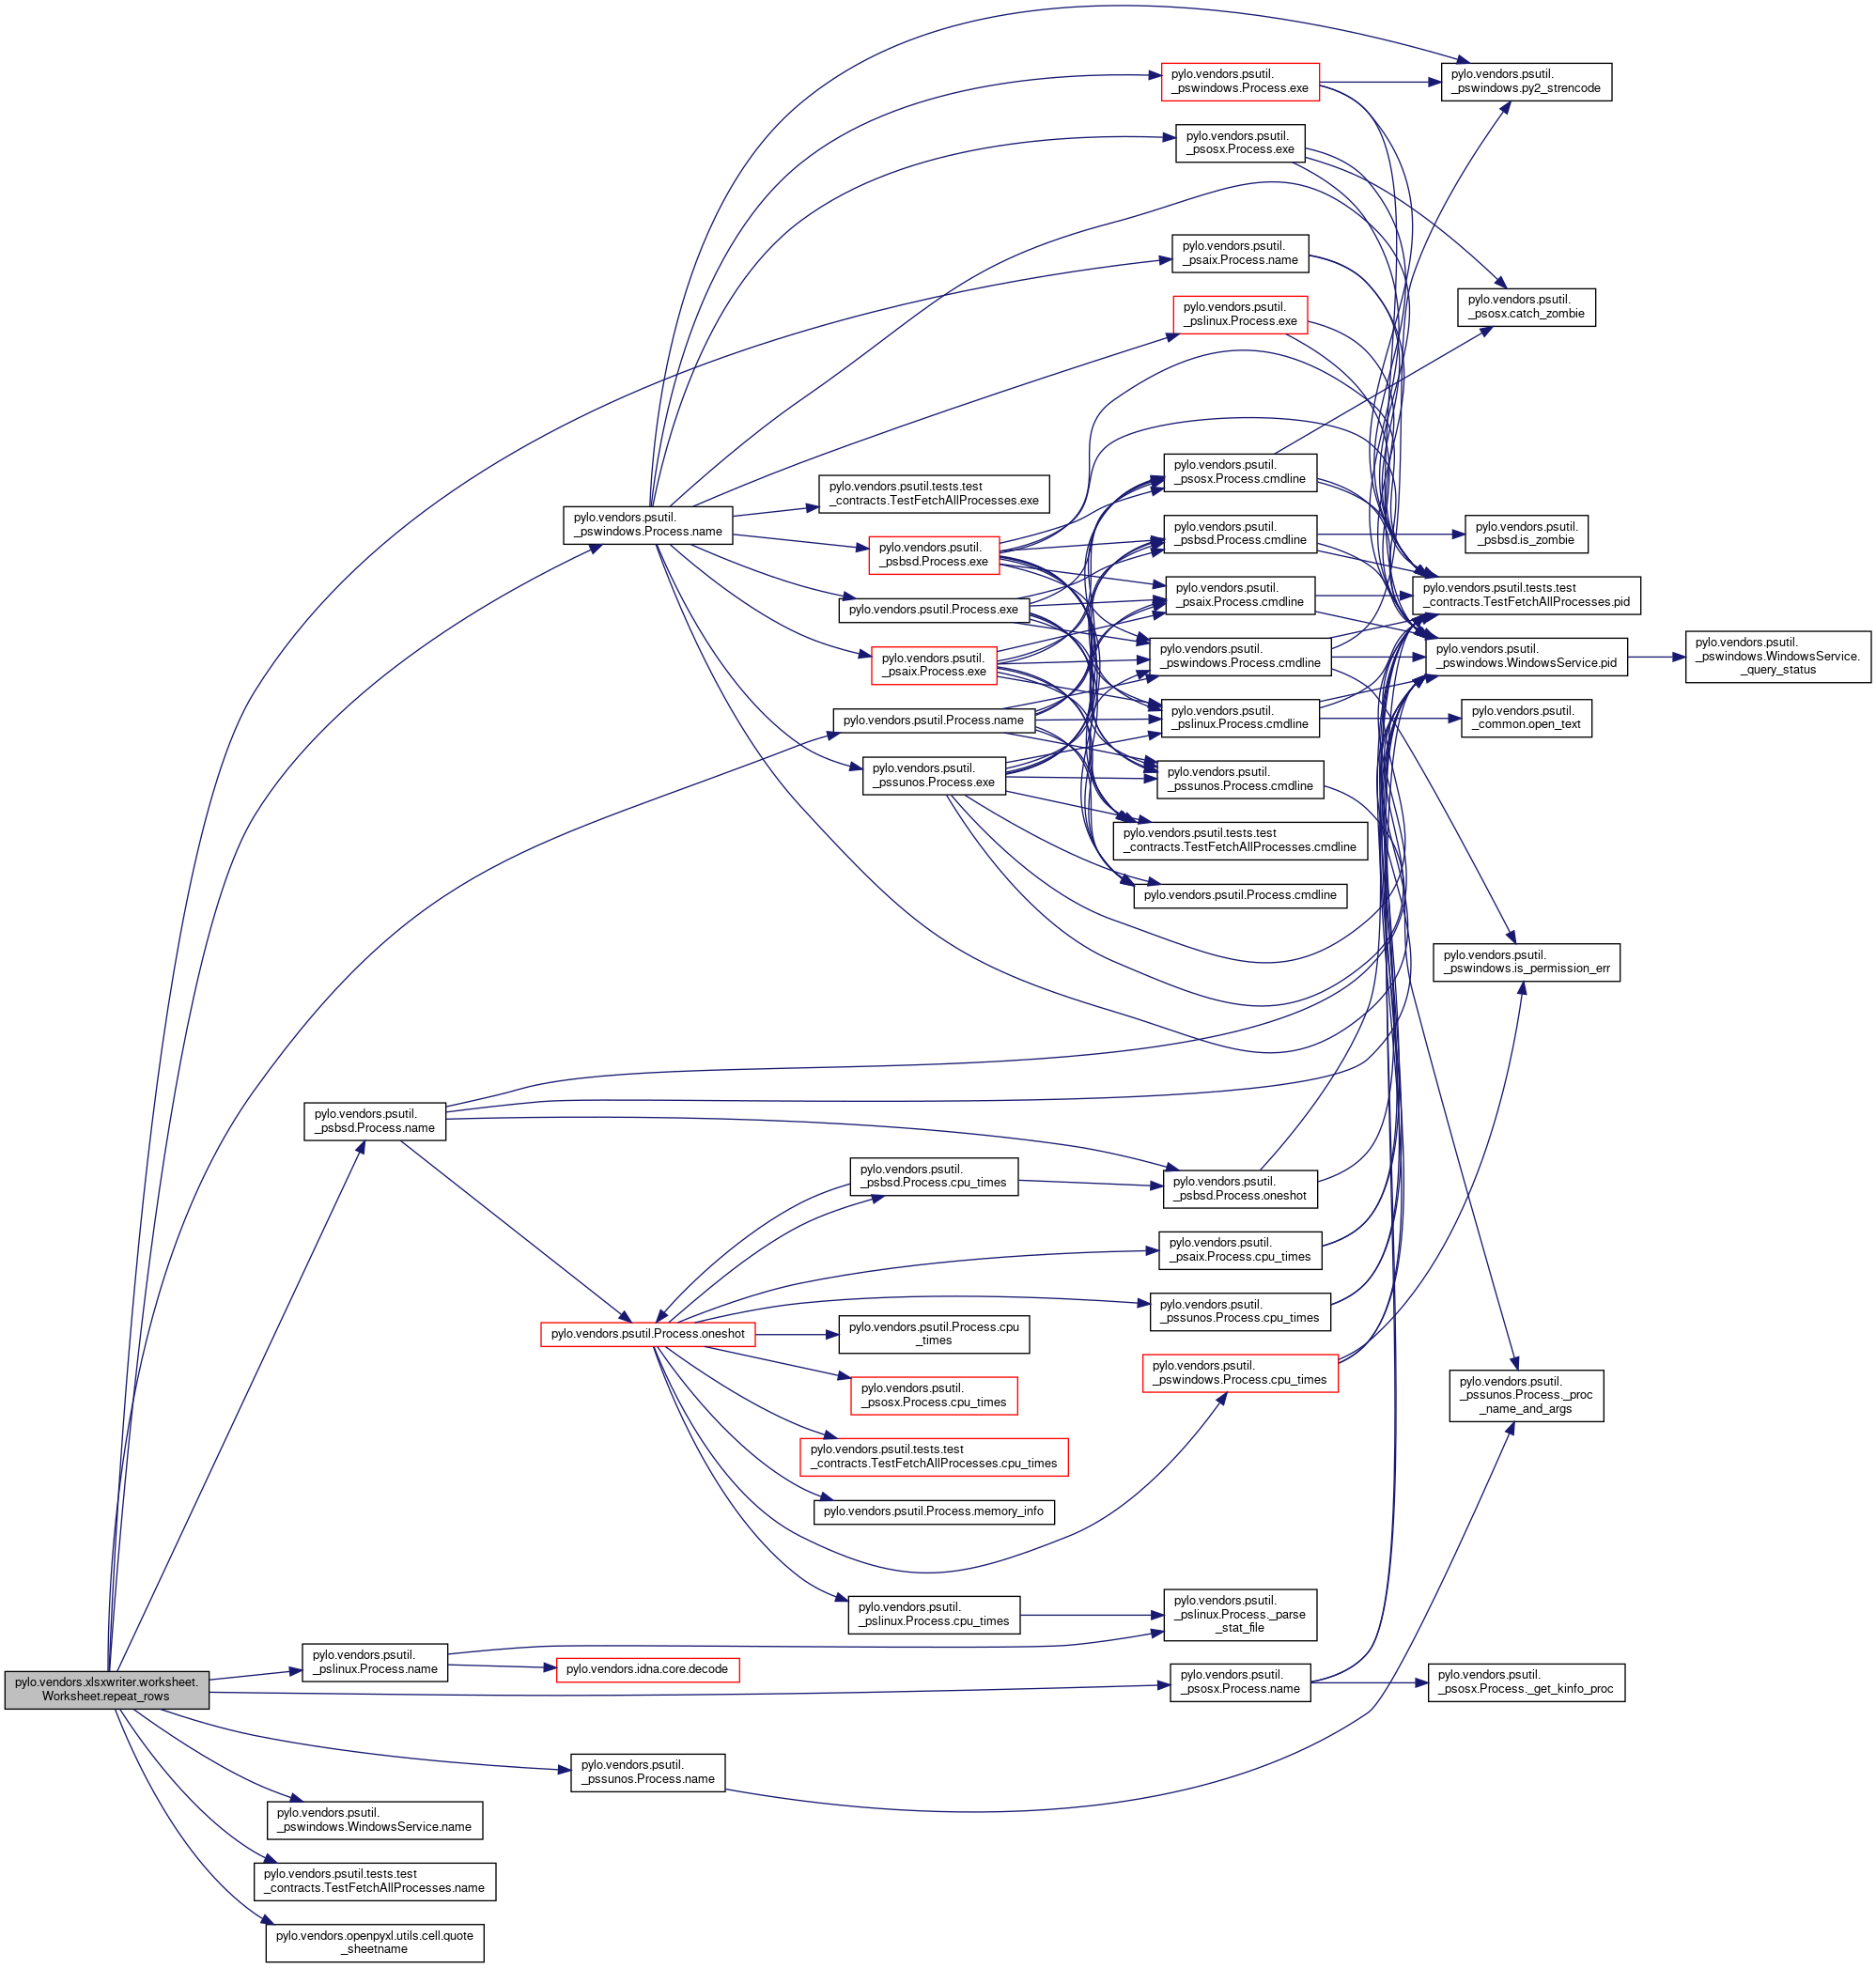 pylo.vendors.psutil.
_pswindows.Process.exe
pylo.vendors.psutil.
_pswindows.py2_strencode
pylo.vendors.psutil.
_psosx.Process.exe
pylo.vendors.psutil.
_psaix.Process.name
pylo.vendors.psutil.
_pslinux.Process.exe
pylo.vendors.psutil.
_psosx.catch_zombie
pylo.vendors.psutil.
_psosx.Process.cmdline
pylo.vendors.psutil.tests.test
_contracts.TestFetchAllProcesses.exe
pylo.vendors.psutil.
_pswindows.Process.name
pylo.vendors.psutil.
_psbsd.Process.cmdline
pylo.vendors.psutil.
_psbsd.is_zombie
pylo.vendors.psutil.
_psbsd.Process.exe
pylo.vendors.psutil.
_psaix.Process.cmdline
pylo.vendors.psutil.tests.test
_contracts.TestFetchAllProcesses.pid
pylo.vendors.psutil.Process.exe
pylo.vendors.psutil.
_pswindows.Process.cmdline
pylo.vendors.psutil.
_pswindows.WindowsService.pid
pylo.vendors.psutil.
_pswindows.WindowsService.
_query_status
pylo.vendors.psutil.
_psaix.Process.exe
pylo.vendors.psutil.
_pslinux.Process.cmdline
pylo.vendors.psutil.
_common.open_text
pylo.vendors.psutil.Process.name
pylo.vendors.psutil.
_pssunos.Process.exe
pylo.vendors.psutil.
_pssunos.Process.cmdline
pylo.vendors.psutil.tests.test
_contracts.TestFetchAllProcesses.cmdline
pylo.vendors.psutil.Process.cmdline
pylo.vendors.psutil.
_pswindows.is_permission_err
pylo.vendors.psutil.
_psbsd.Process.name
pylo.vendors.psutil.
_psbsd.Process.cpu_times
pylo.vendors.psutil.
_psbsd.Process.oneshot
pylo.vendors.psutil.
_psaix.Process.cpu_times
pylo.vendors.psutil.
_pssunos.Process.cpu_times
pylo.vendors.psutil.Process.oneshot
pylo.vendors.psutil.Process.cpu
_times
pylo.vendors.psutil.
_pswindows.Process.cpu_times
pylo.vendors.psutil.
_psosx.Process.cpu_times
pylo.vendors.psutil.
_pssunos.Process._proc
_name_and_args
pylo.vendors.psutil.tests.test
_contracts.TestFetchAllProcesses.cpu_times
pylo.vendors.psutil.Process.memory_info
pylo.vendors.psutil.
_pslinux.Process.cpu_times
pylo.vendors.psutil.
_pslinux.Process._parse
_stat_file
pylo.vendors.psutil.
_pslinux.Process.name
pylo.vendors.idna.core.decode
pylo.vendors.xlsxwriter.worksheet.
Worksheet.repeat_rows
pylo.vendors.psutil.
_psosx.Process.name
pylo.vendors.psutil.
_psosx.Process._get_kinfo_proc
pylo.vendors.psutil.
_pssunos.Process.name
pylo.vendors.psutil.
_pswindows.WindowsService.name
pylo.vendors.psutil.tests.test
_contracts.TestFetchAllProcesses.name
pylo.vendors.openpyxl.utils.cell.quote
_sheetname